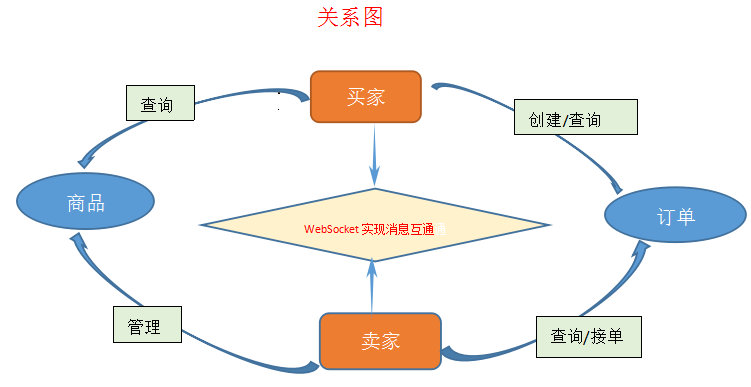 关系图
买家
查询
创建/查询
商品
订单
WebSocket 实现消息互通
管理
卖家
查询/接单